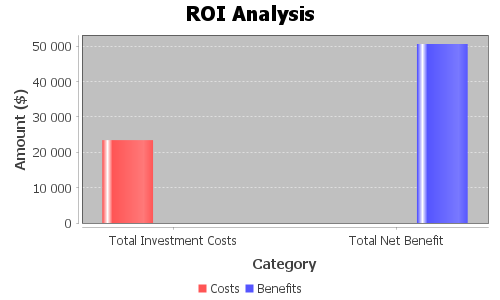 ROI Analysis
Amount ($)
50 000
40 000
30 000
20 000
10 000
0
Total Investment Costs Total Net Benefit
Category
Costs Benefits